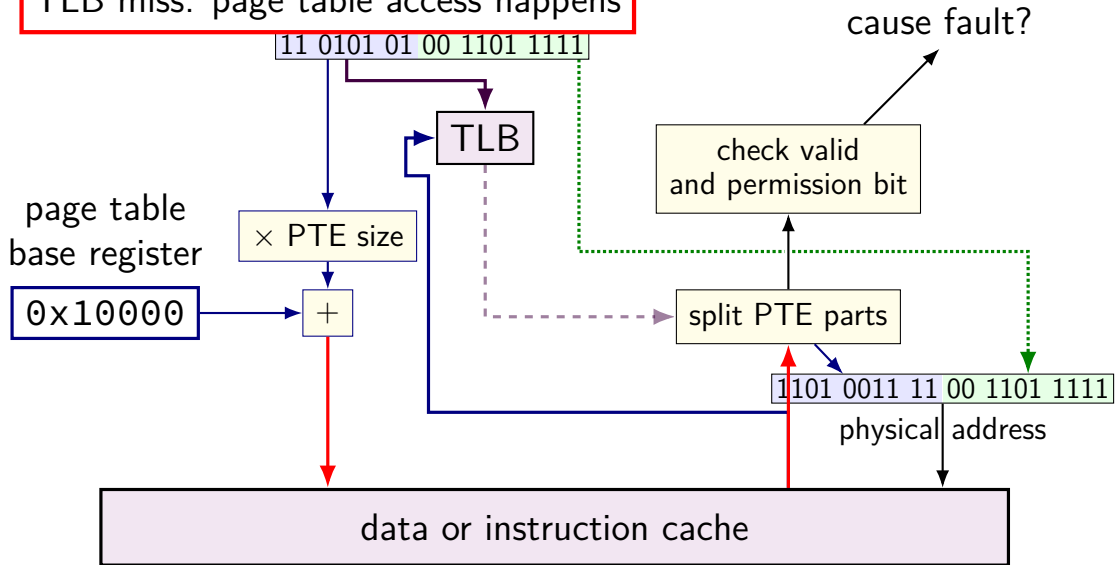 TLB miss: page table access happens
cause fault?
11 0101 01 00 1101 1111
TLB
check valid
and permission bit
page table
base register
× PTE size
0x10000
+
split PTE parts
1101 0011 11 00 1101 1111
physical address
data or instruction cache